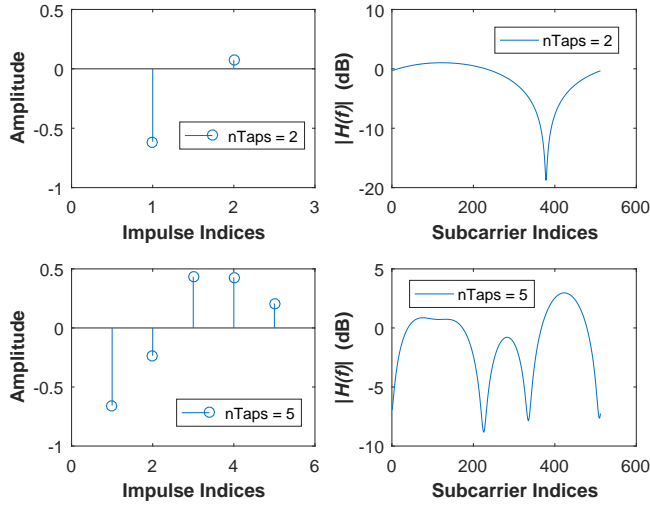 0.5
0
-0.5
-1
0
1
2
3
Amplitude
Impulse Indices
nTaps = 2
10
0
-10
-20
0
200
400
600
|H(f)| (dB)
Subcarrier Indices
nTaps = 2
0.5
0
-0.5
-1
0
2
4
6
Amplitude
Impulse Indices
nTaps = 5
5
0
-5
-10
0
200
400
600
|H(f)| (dB)
Subcarrier Indices
nTaps = 5